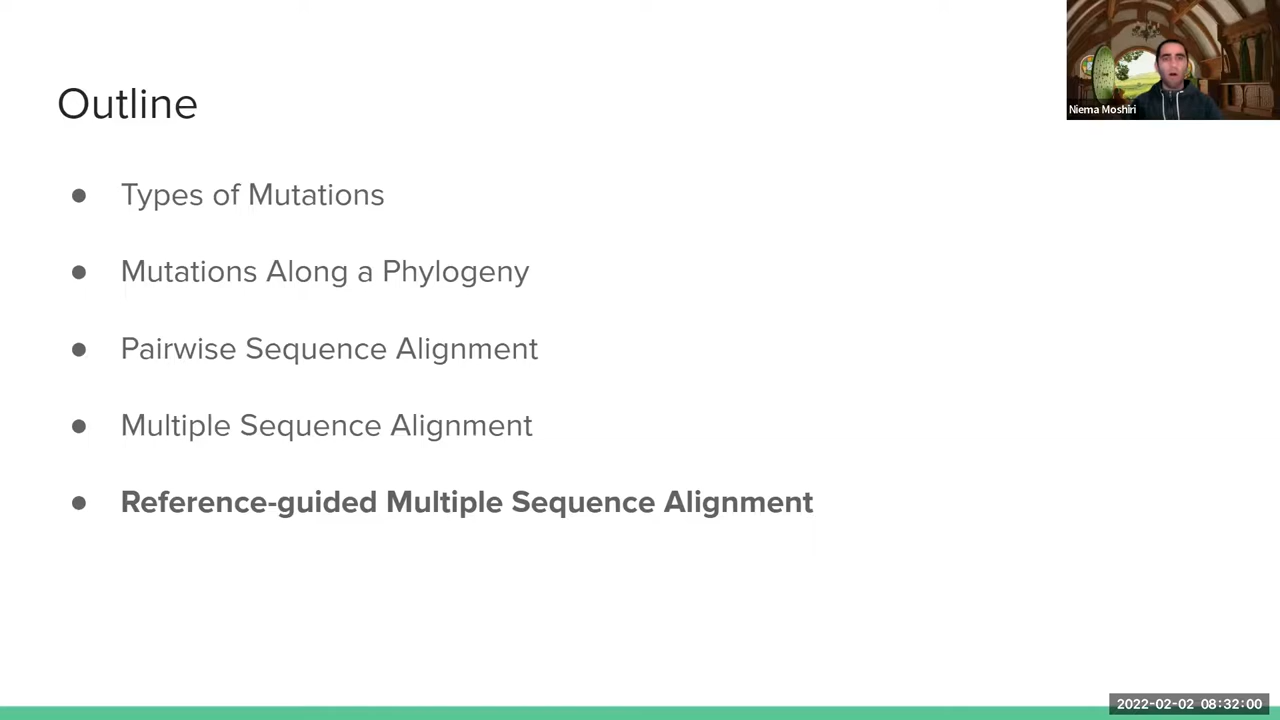 Outline
Niema Moshiri
● Types of Mutations
● Mutations Along a Phylogeny
● Pairwise Sequence Alignment
● Multiple Sequence Alignment
● Reference-guided Multiple Sequence Alignment
2022-02-02 08:32:00